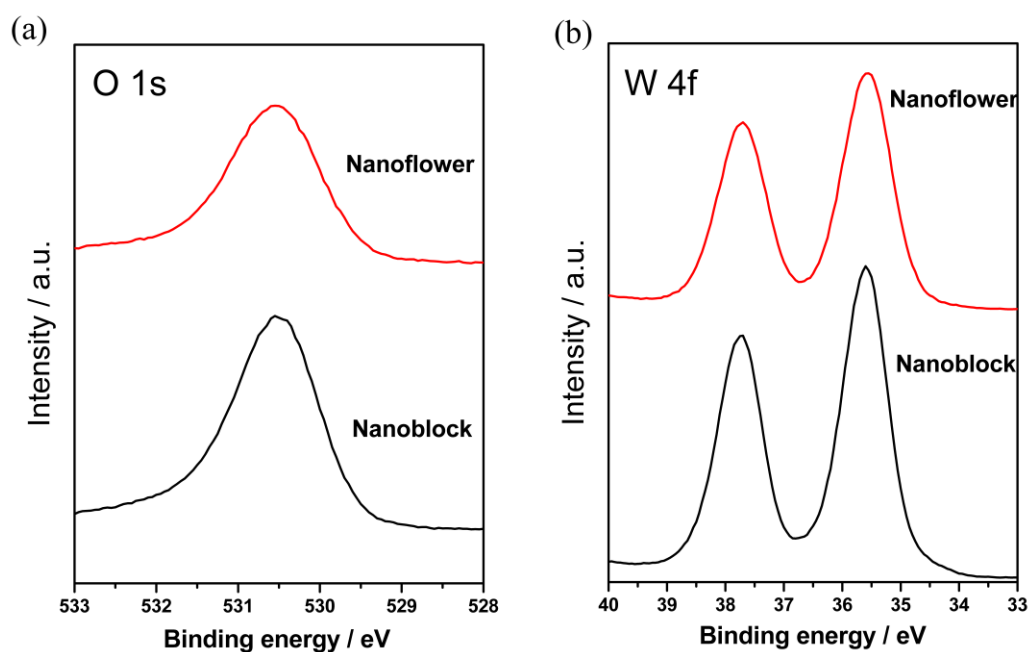 (a)
O 1s
Nanoflower
Nanoblock
Intensity / a.u.
533 532 531 530 529 528
Binding energy / eV
(b)
W 4f
Nanoflower
Nanoblock
Intensity / a.u.
40 39 38 37 36 35 34 33
Binding energy / eV